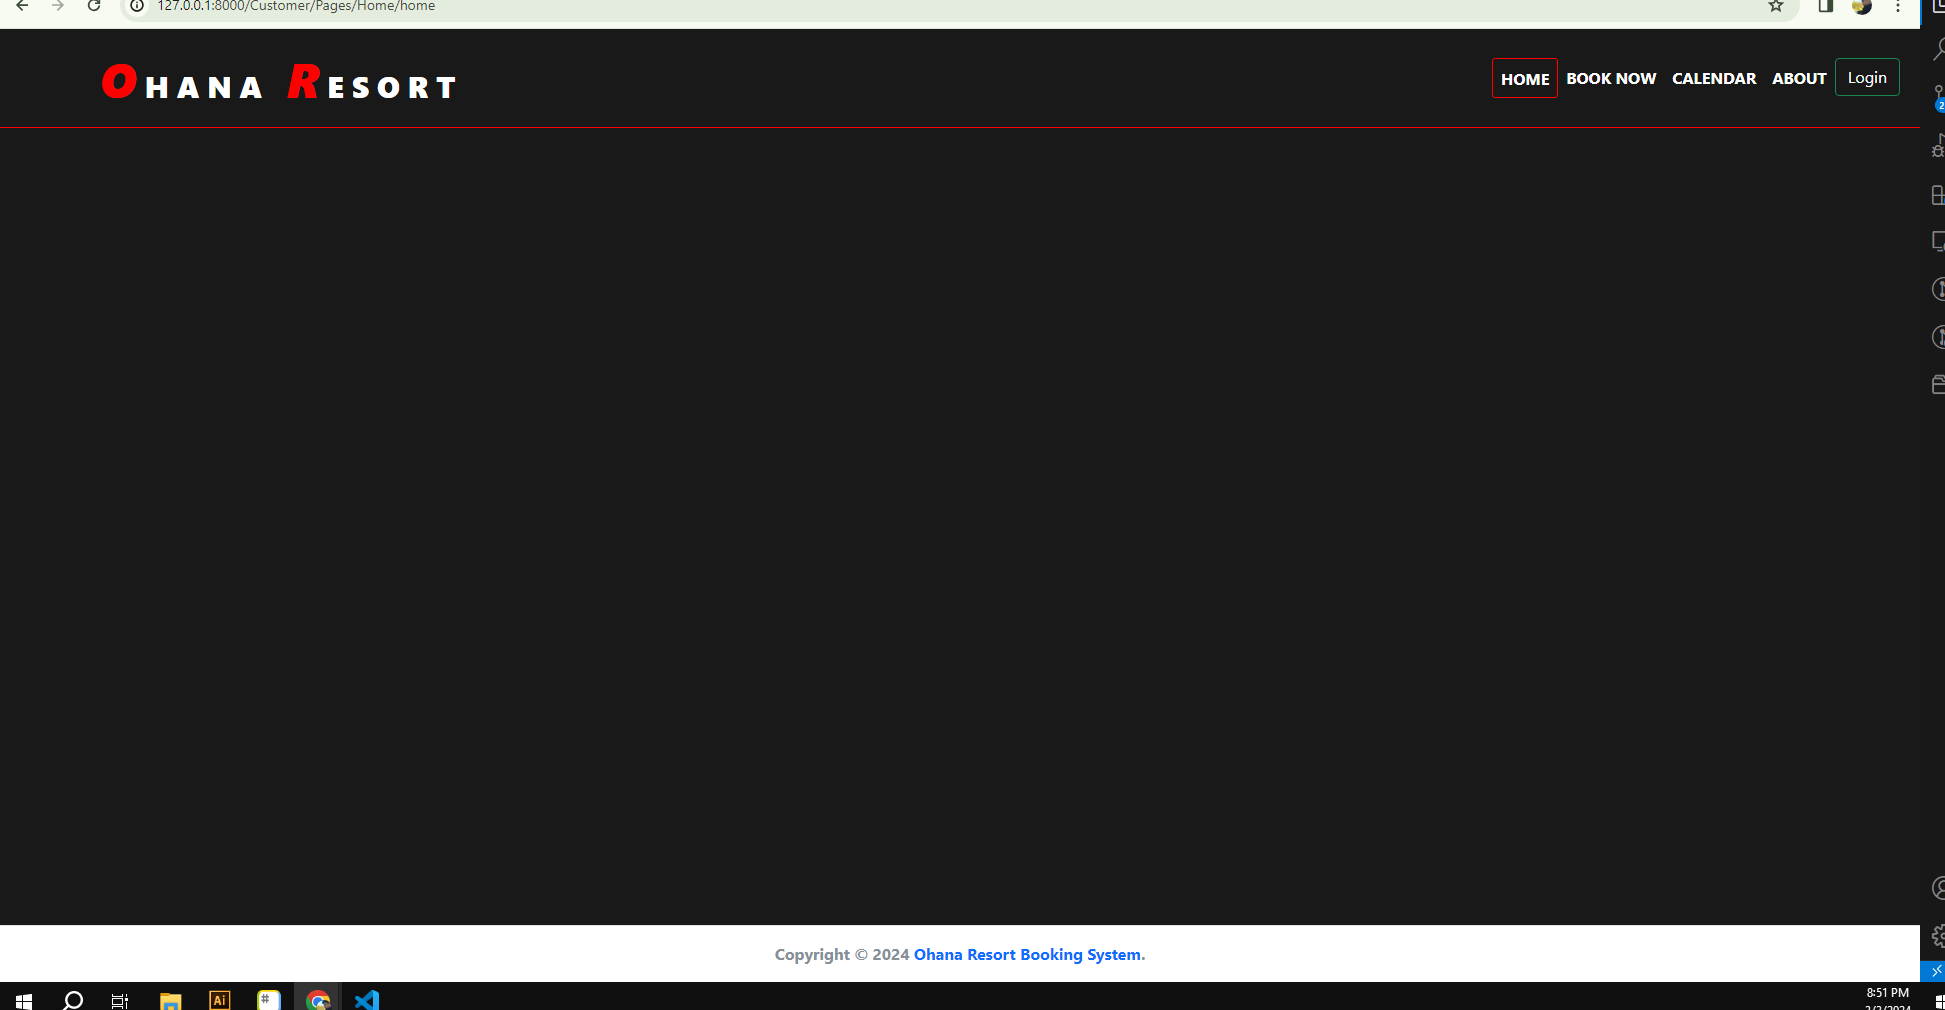 127.0.0.1:8000/Customer/Pages/Home/home
OHANA RESORT
HOME BOOK NOW CALENDAR ABOUT Login
2
Copyright © 2024 Ohana Resort Booking System.
Ai
#
8:51 PM